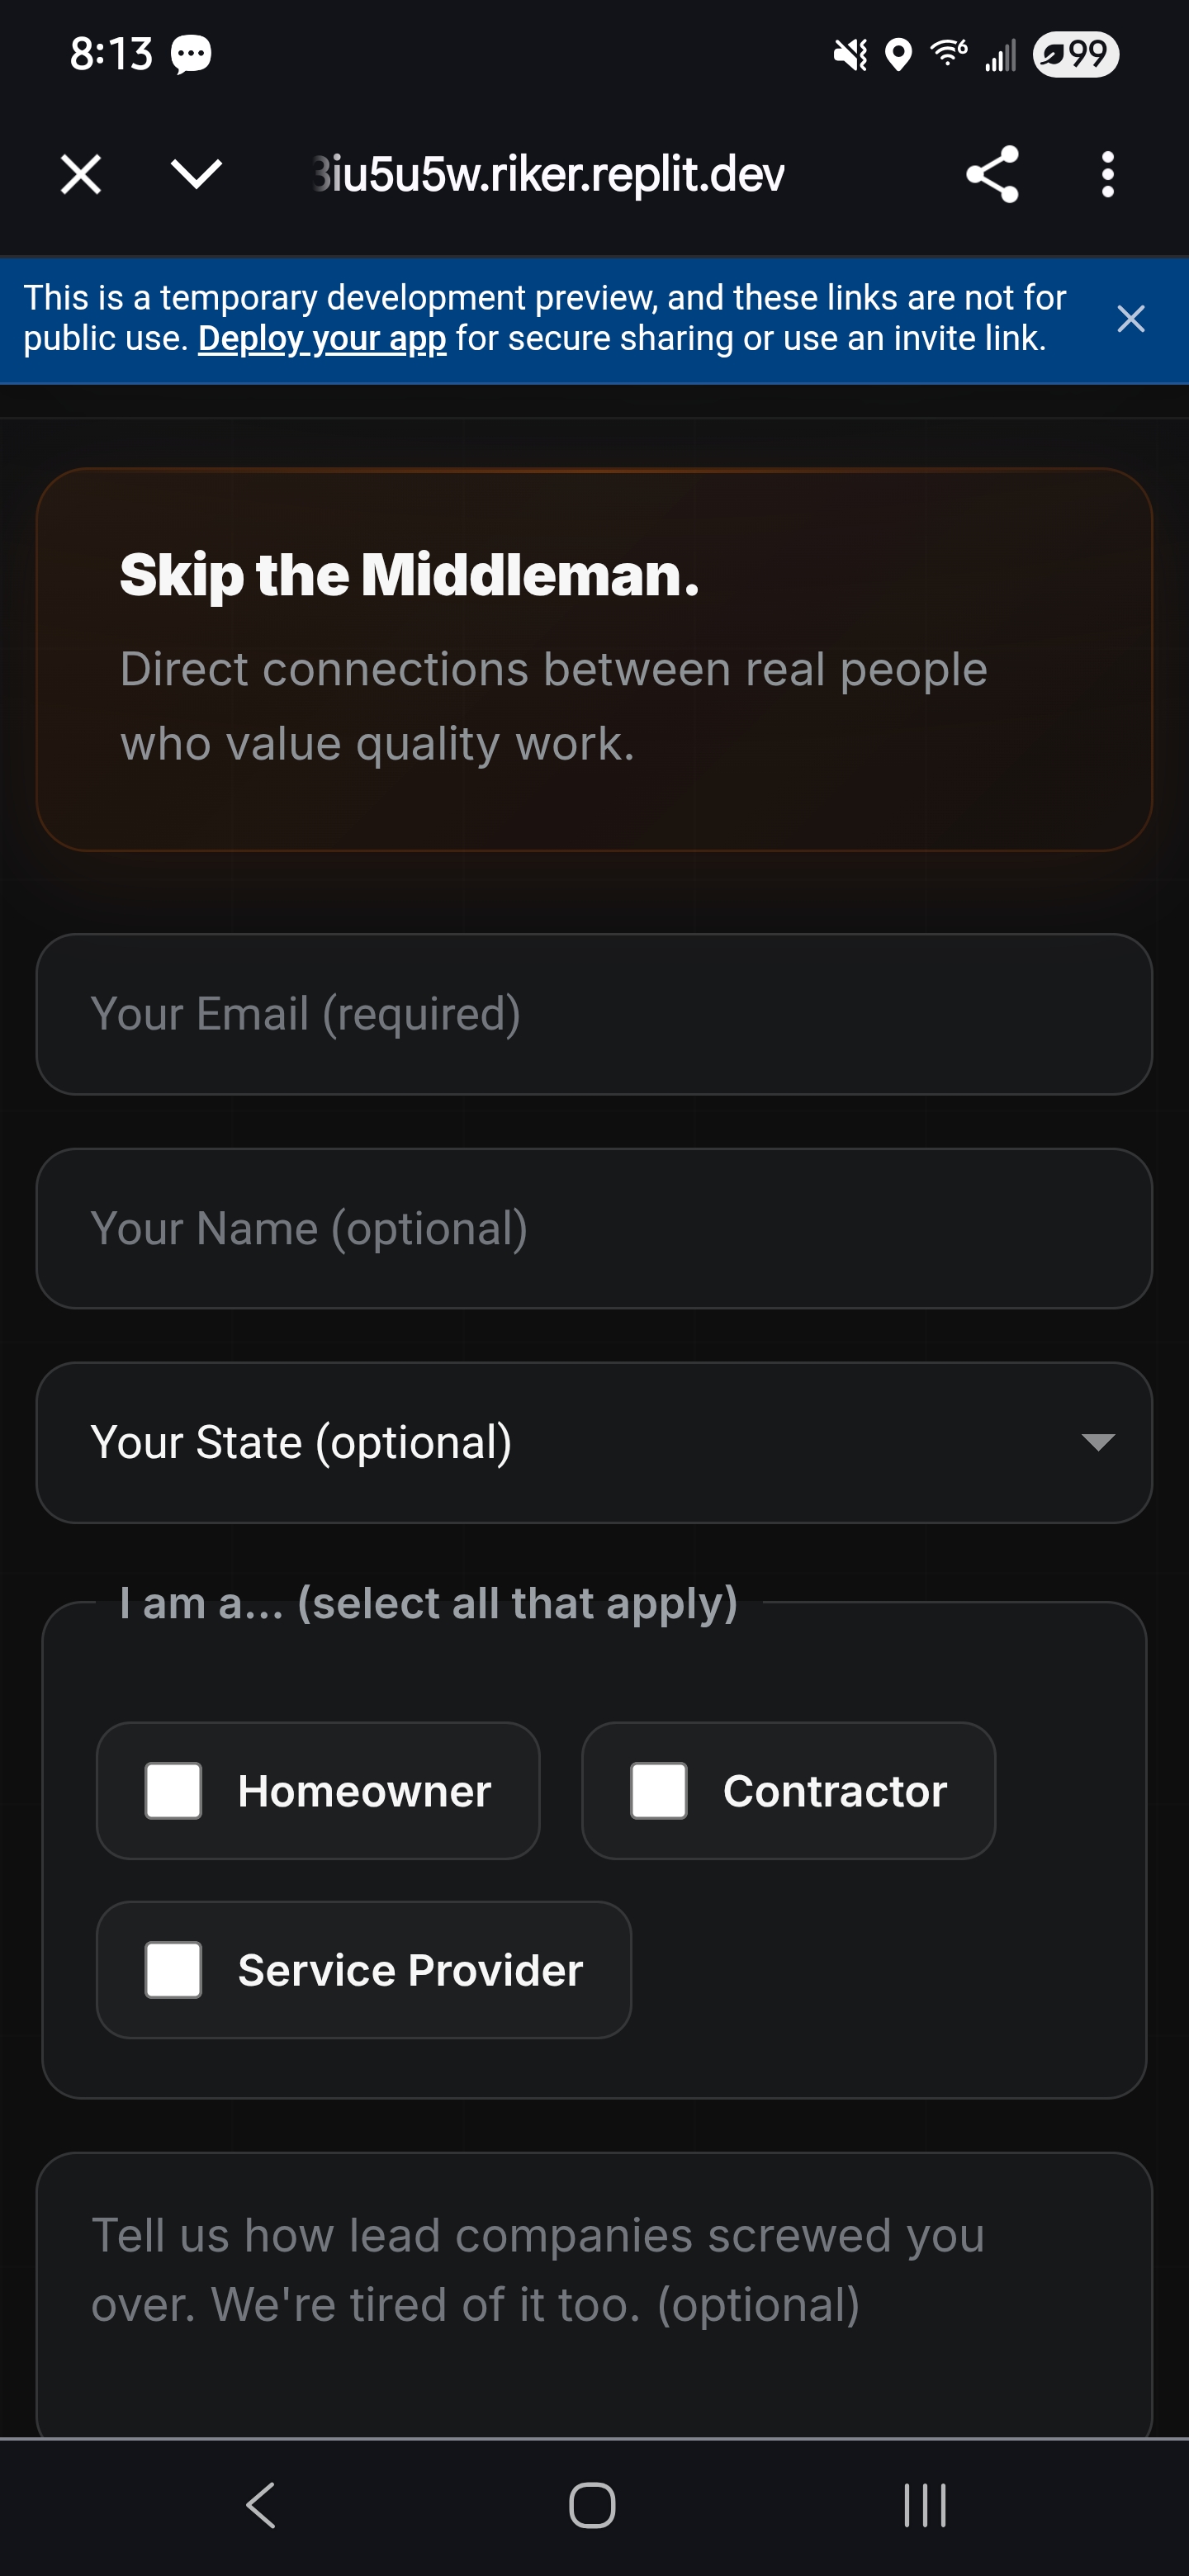 8:13
6
99
3iu5u5w.riker.replit.dev
This is a temporary development preview, and these links are not for
public use. Deploy your app for secure sharing or use an invite link.
Skip the Middleman.
Direct connections between real people
who value quality work.
Your Email (required)
Your Name (optional)
Your State (optional)
I am a... (select all that apply)
Homeowner
Contractor
Service Provider
Tell us how lead companies screwed you
over. We're tired of it too. (optional)